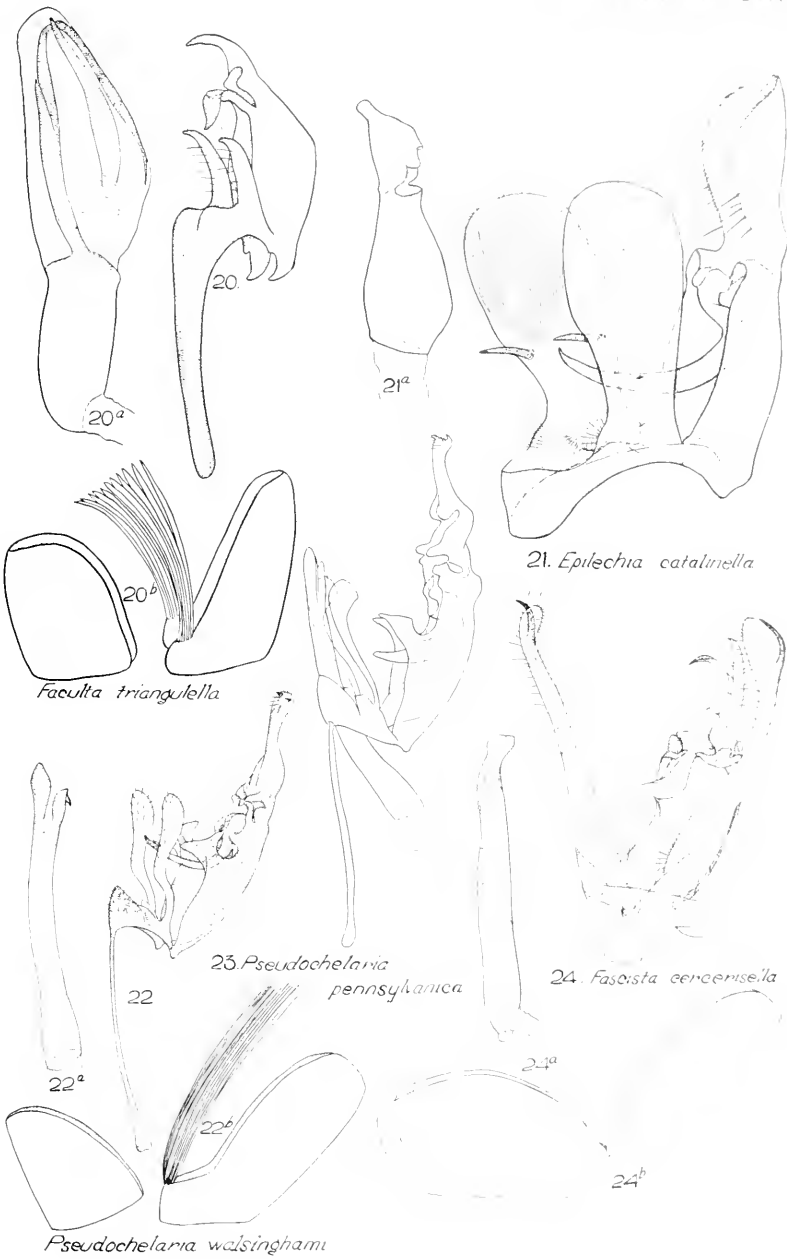 20.
20a
21a
21. Epilechia catalinella
20b
Faculta triangulella
23. Pseudochelaria
pennsylvanica
22
24. Fascista cercerisella
22a
24a
22b
24b
Pseudochelaria walsinghami